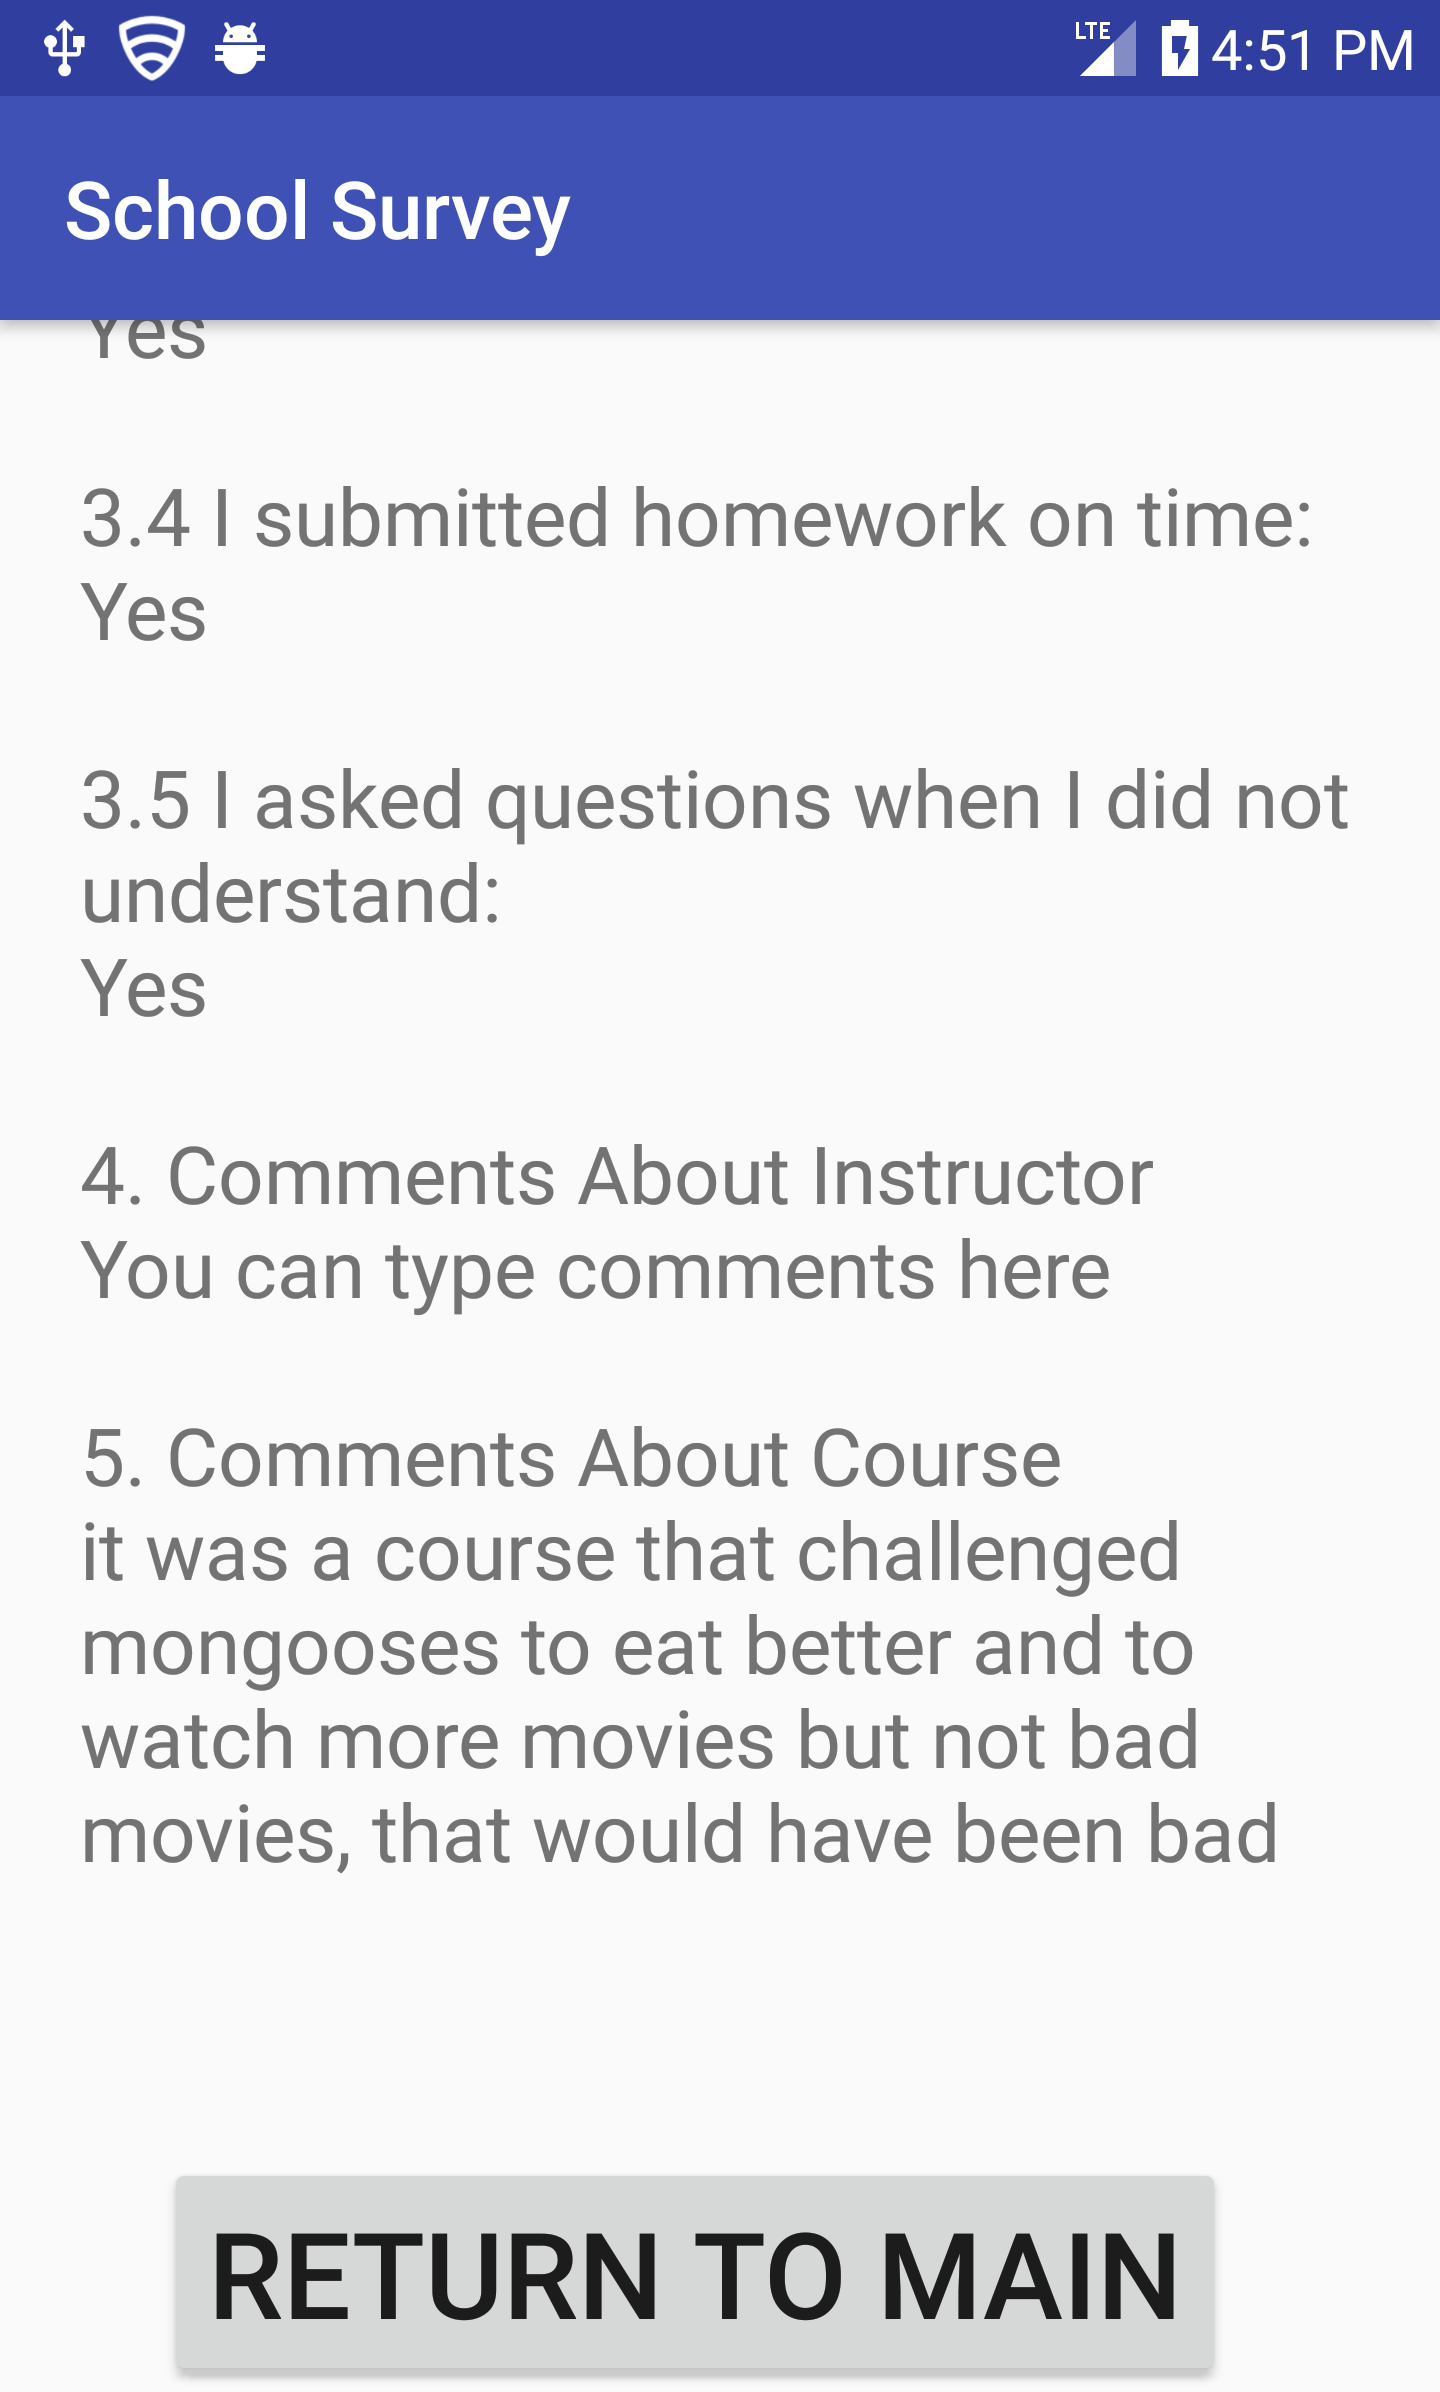 LTE 4:51 PM
School Survey
Yes
3.4 I submitted homework on time:
Yes
3.5 I asked questions when I did not
understand:
Yes
4. Comments About Instructor
You can type comments here
5. Comments About Course
it was a course that challenged
mongooses to eat better and to
watch more movies but not bad
movies, that would have been bad
RETURN TO MAIN